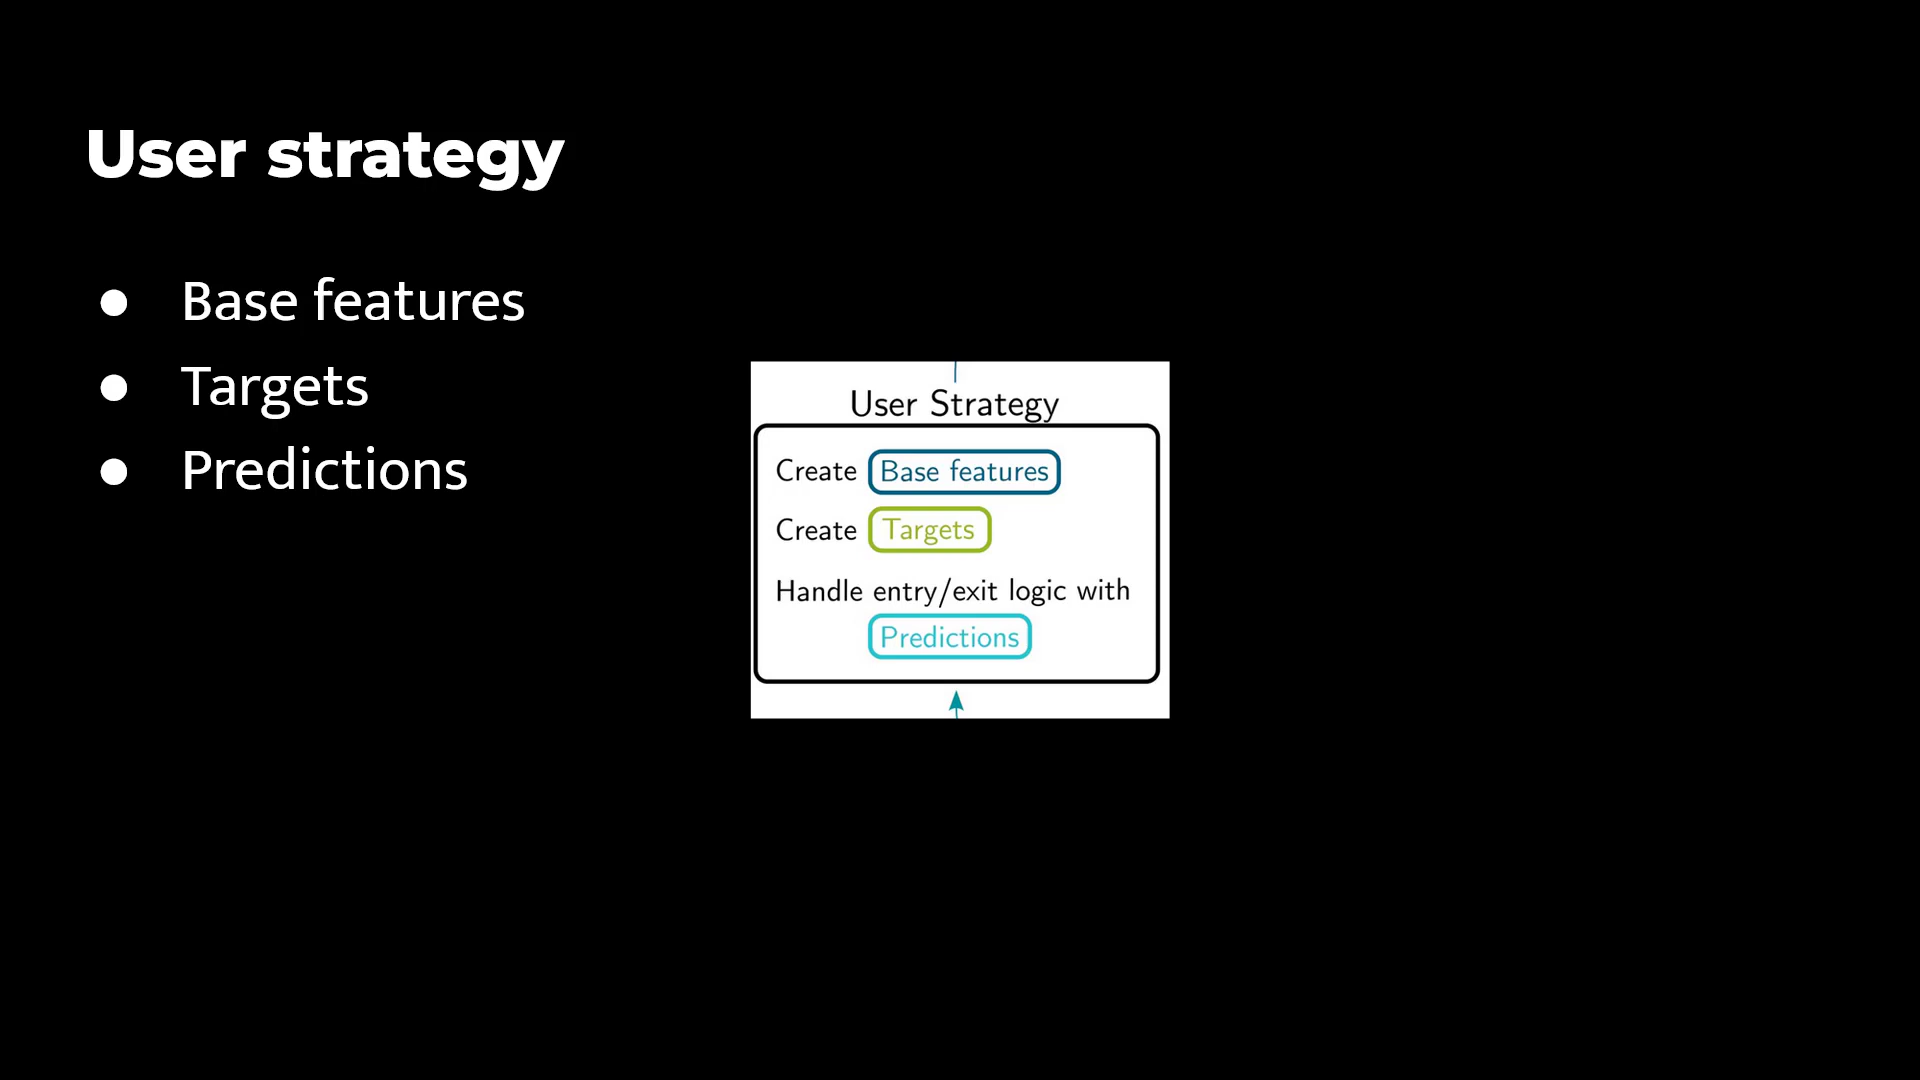 User strategy
● Base features
● Targets
● Predictions
User Strategy
Create Base features
Create Targets
Handle entry/exit logic with
Predictions